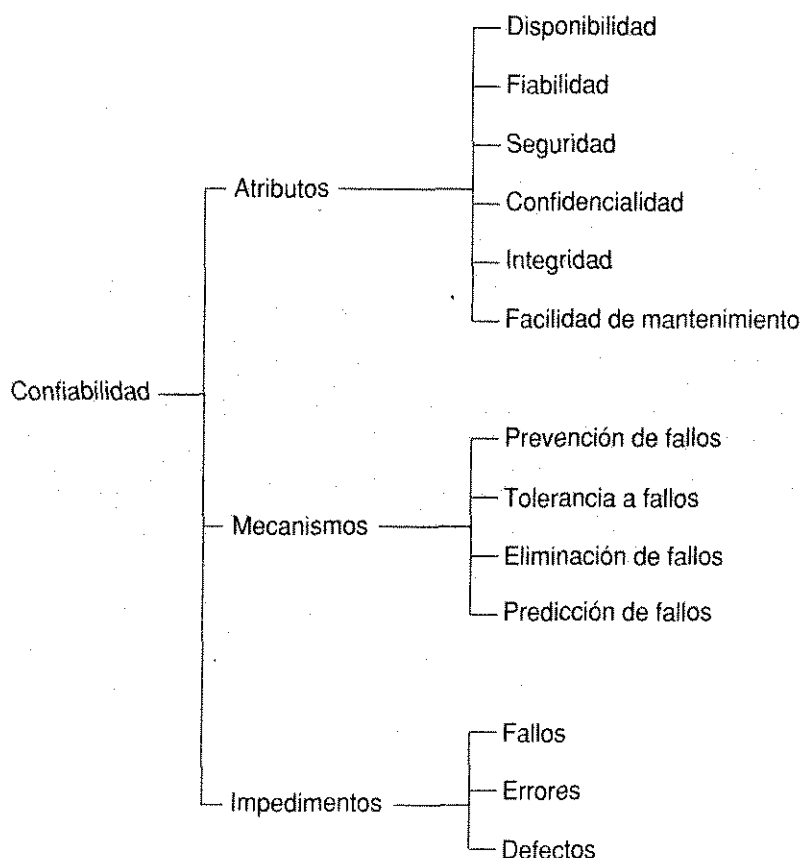 Disponibilidad
Fiabilidad
Seguridad
Atributos
Confidencialidad
Integridad
Facilidad de mantenimiento
Confiabilidad
Prevención de fallos
Tolerancia a fallos
Mecanismos
Eliminación de fallos
Predicción de fallos
Fallos
Errores
Impedimentos
Defectos